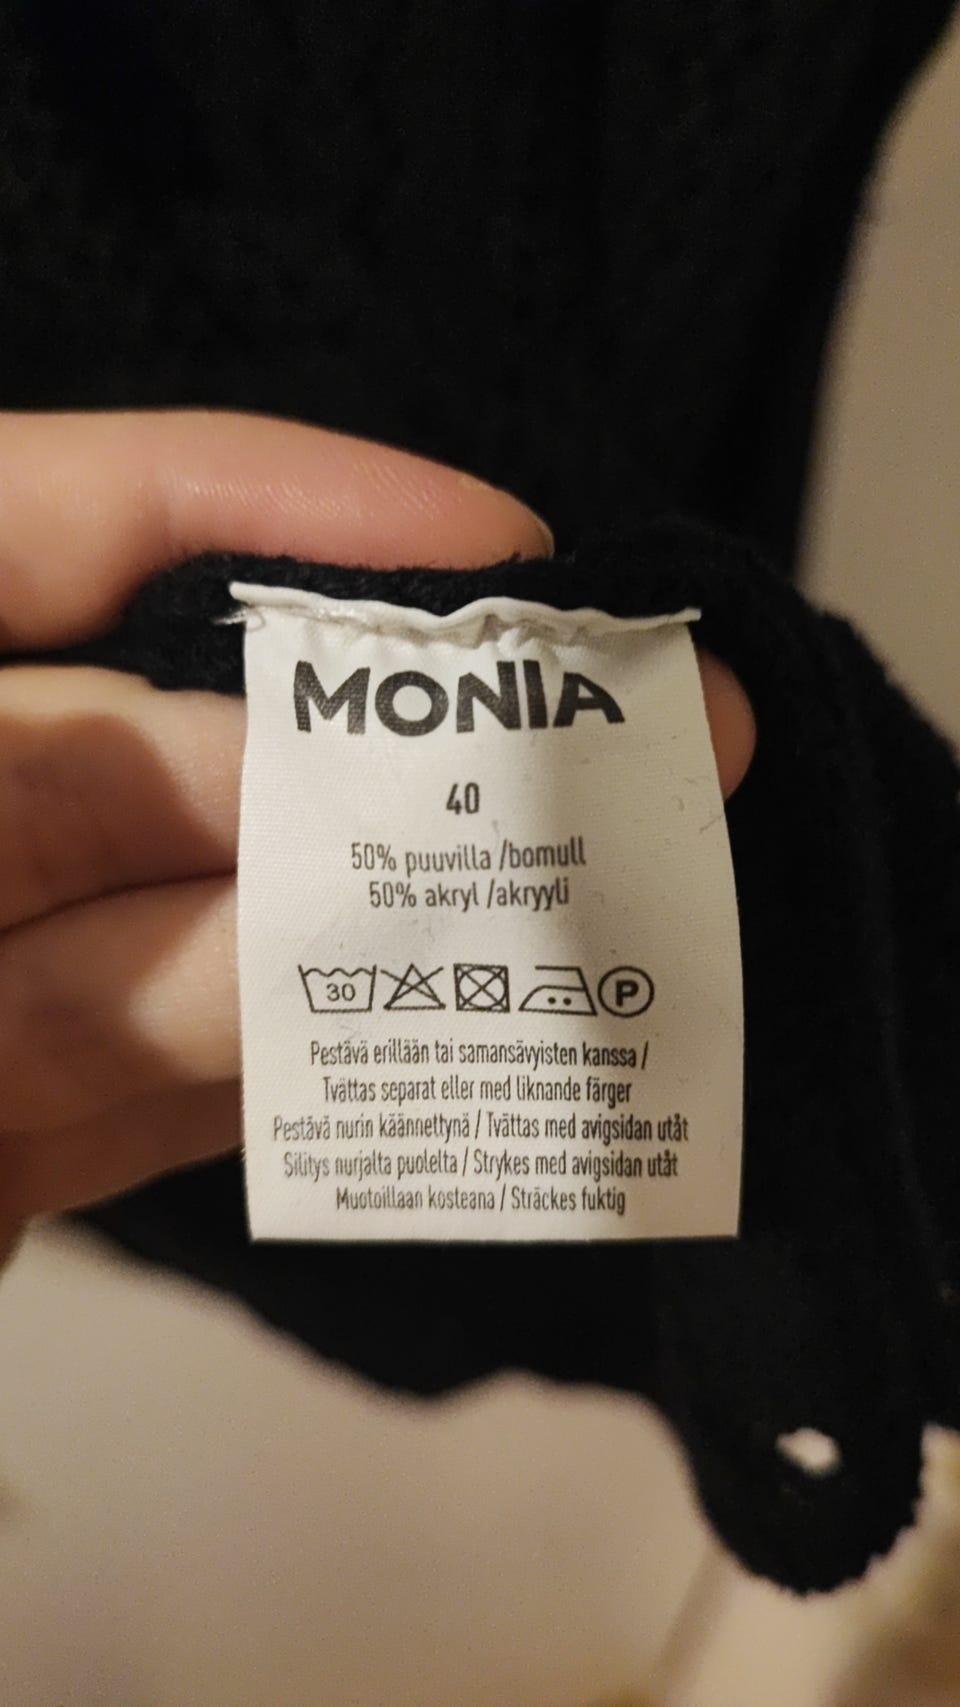 MONIA
40
50% puuvilla /bomull
50% akryl /akryyli
30 P
Pestävä erillään tai samansävyisten kanssa /
Tvättas separat eller med liknande färger
Pestävä nurin käännettynä / Tvättas med avigsidan utåt
Silitys nurjalta puolelta / Strykes med avigsidan utåt
Muotoillaan kosteana / Sträckes fuktig